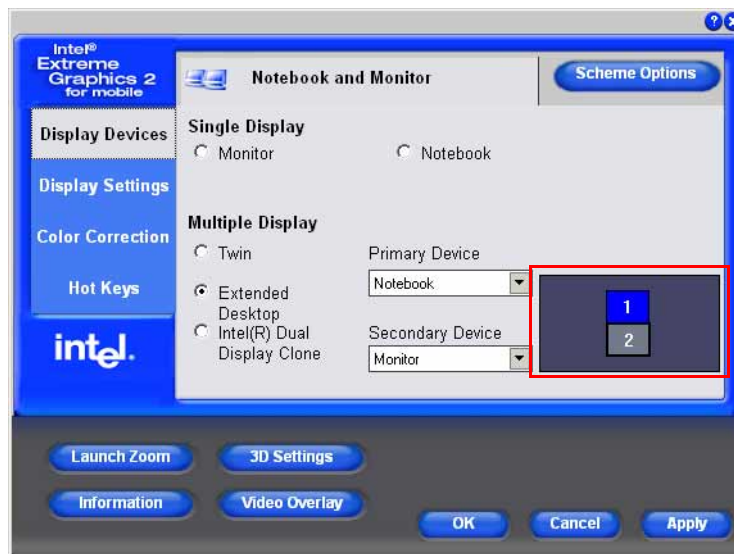 ?
Intel®
Extreme
Graphics 2
for mobile
Notebook and Monitor
Scheme Options
Display Devices
Display Settings
Color Correction
Hot Keys
intel.
Single Display
Monitor
Notebook
Multiple Display
Twin
Extended
Desktop
Intel(R) Dual
Display Clone
Primary Device
Notebook
Secondary Device
Monitor
1
2
Launch Zoom
3D Settings
Information
Video Overlay
OK
Cancel
Apply